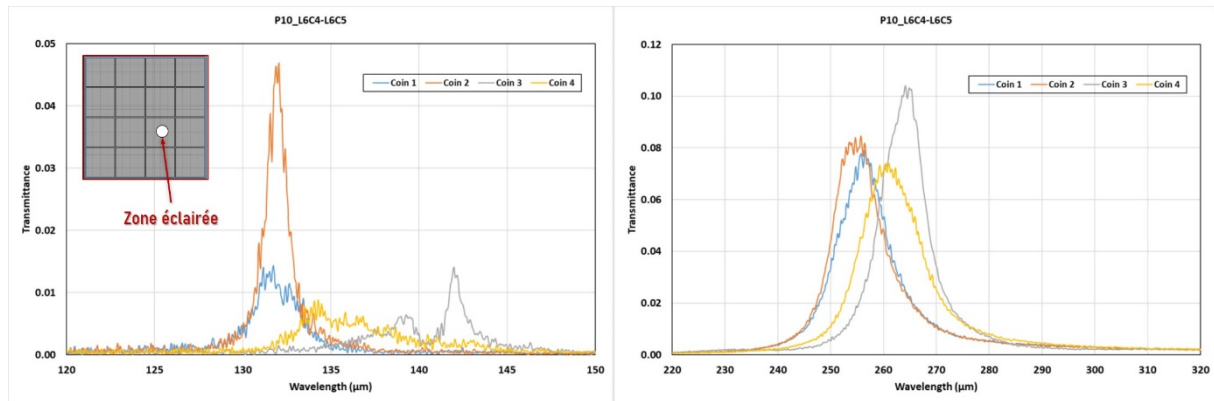 P10_L6C4-L6C5
0.05
0.04
0.03
0.02
0.01
0.00
Transmittance
Coin 1 Coin 2 Coin 3 Coin 4
Zone éclairée
120 125 130 135 140 145 150
Wavelength (µm)
P10_L6C4-L6C5
0.12
0.10
0.08
0.06
0.04
0.02
0.00
Transmittance
Coin 1 Coin 2 Coin 3 Coin 4
220 230 240 250 260 270 280 290 300 310 320
Wavelength (µm)